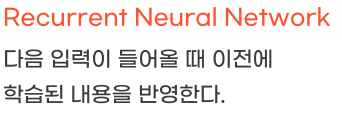 Recurrent Neural Network
다음 입력이 들어올 때 이전에
학습된 내용을 반영한다.